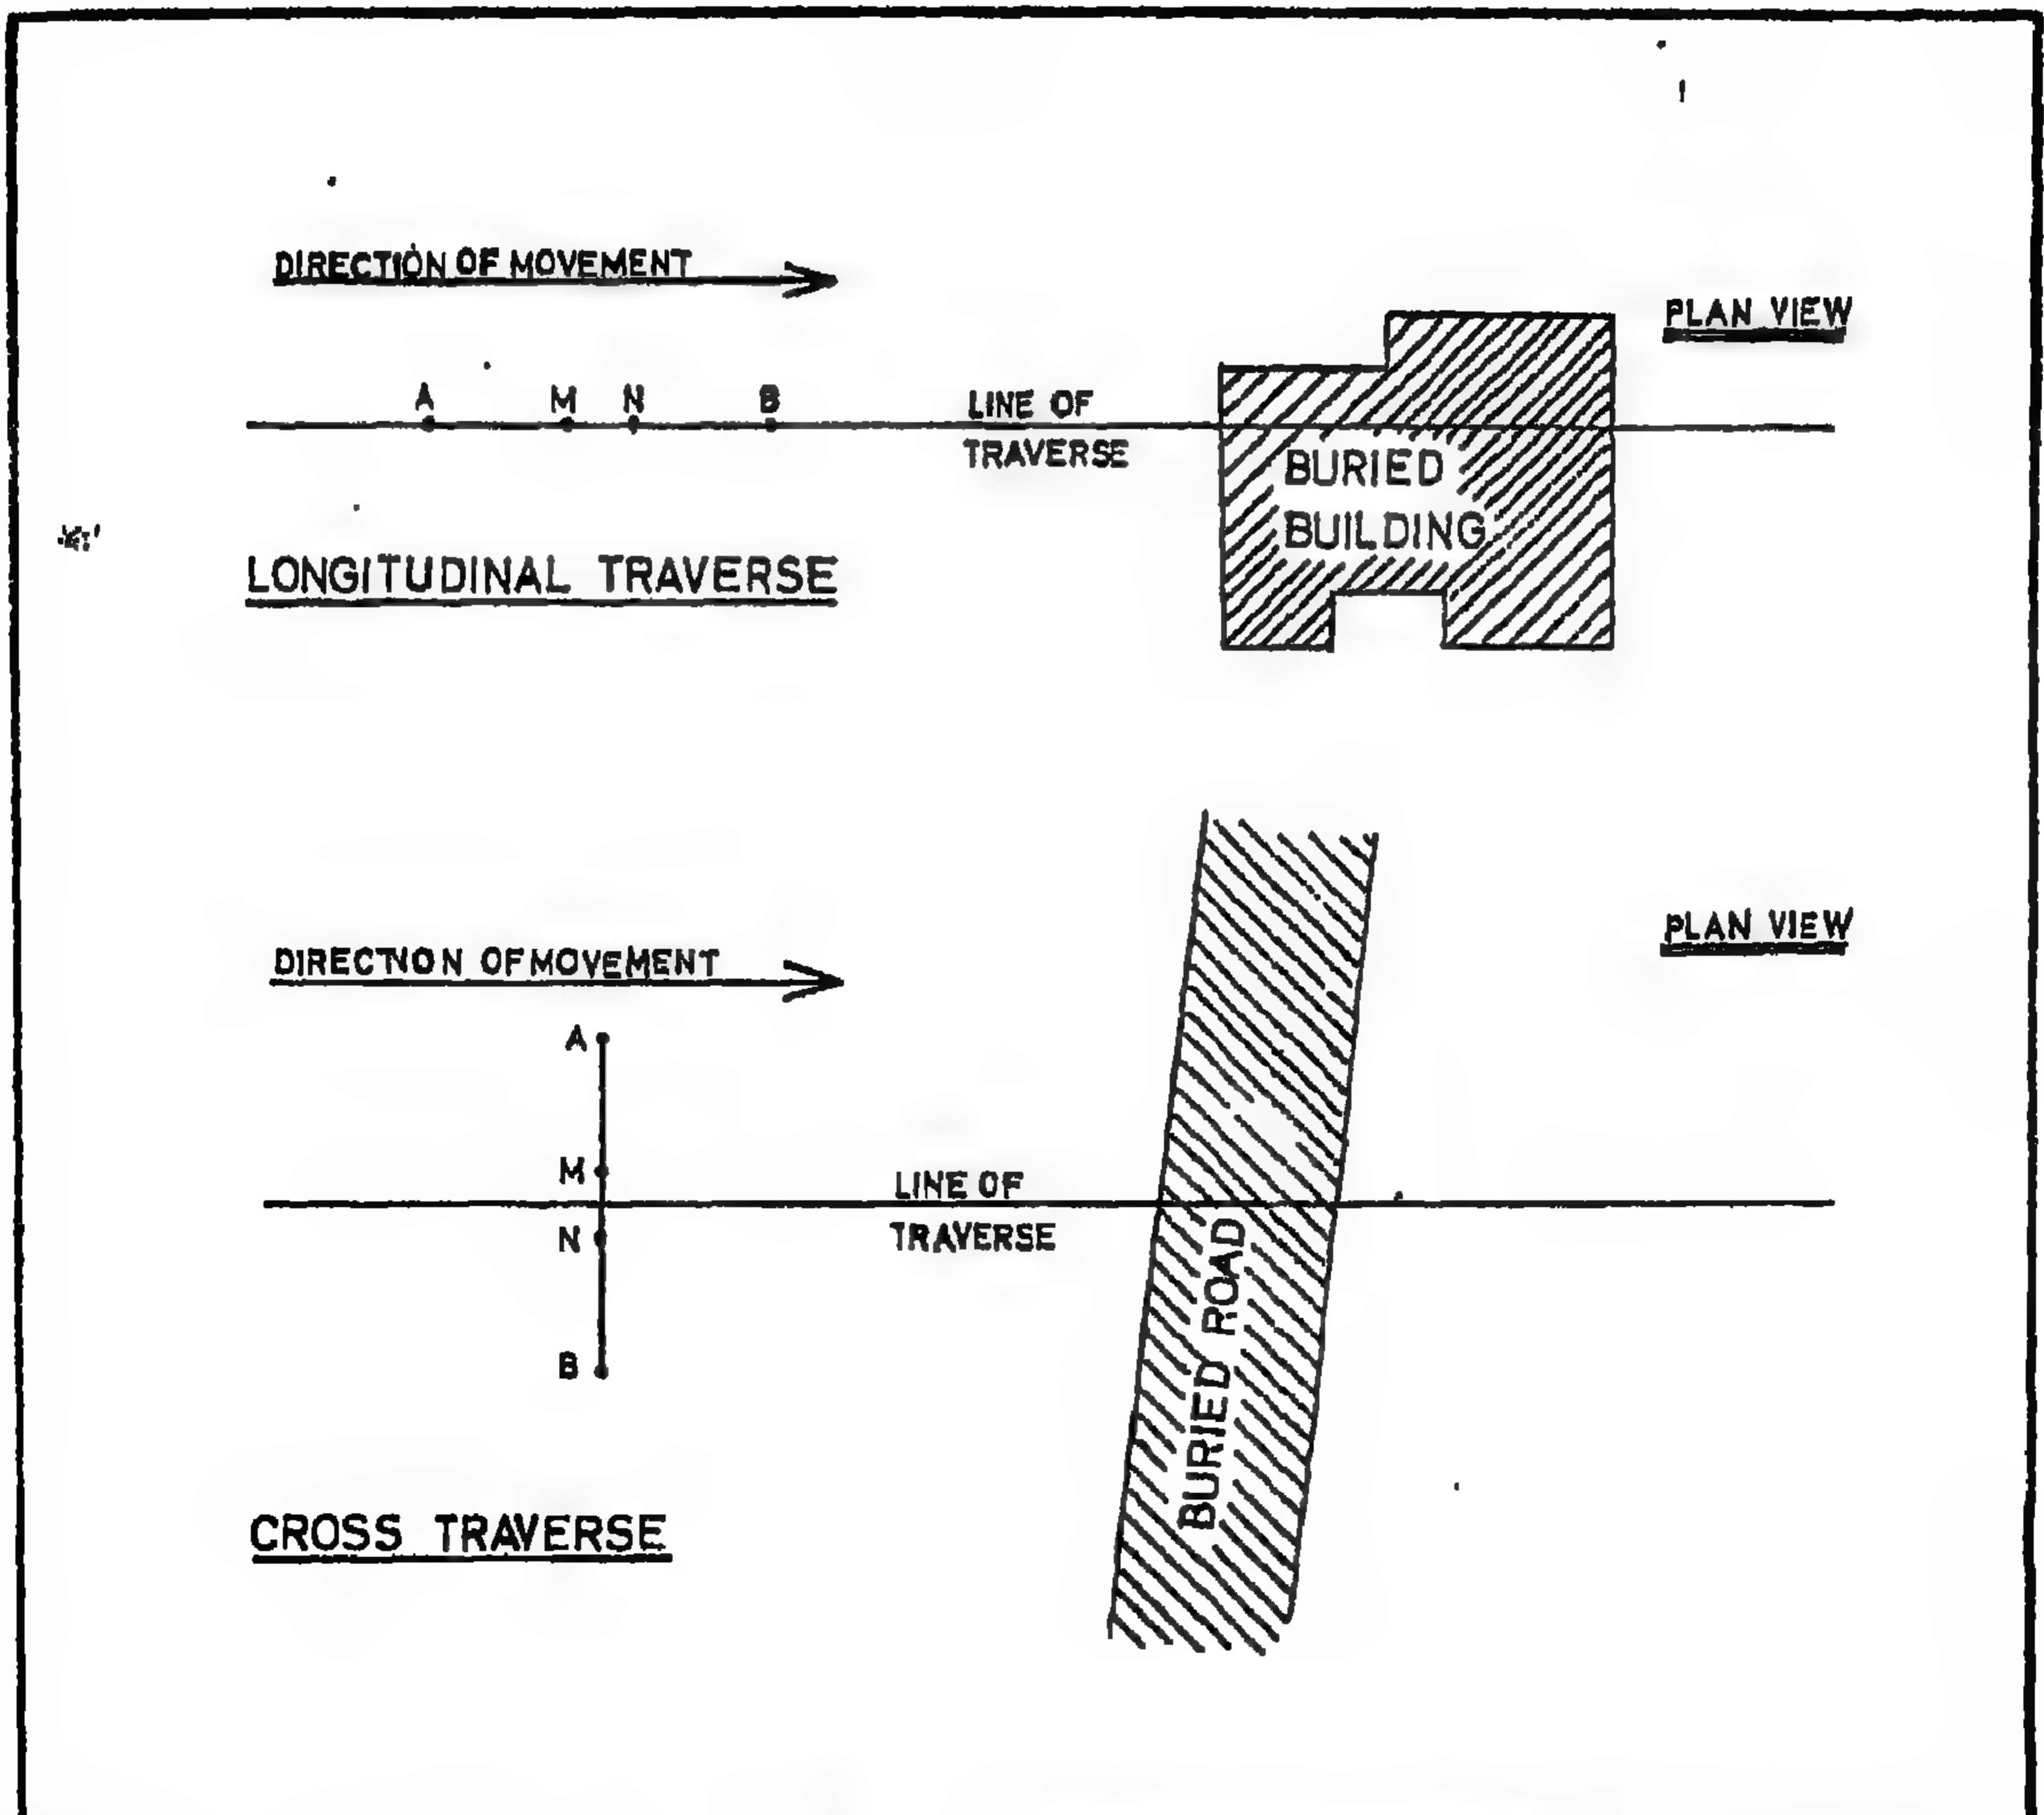 DIRECTION OF MOVEMENT
PLAN VIEW
A M N B
LINE OF
TRAVERSE
BURIED
BUILDING
LONGITUDINAL TRAVERSE
DIRECTION OF MOVEMENT
PLAN VIEW
A
M
LINE OF
N
TRAVERSE
BURIED ROAD
B
CROSS TRAVERSE